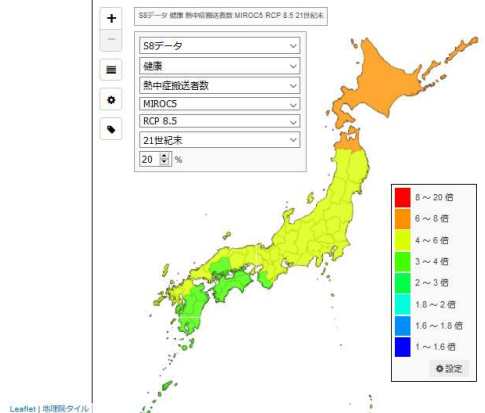 S8データ 健康 熱中症搬送者数 MIROC5 RCP 8.5 21世紀末
S8データ
健康
熱中症搬送者数
MIROC5
RCP 8.5
21世紀末
20 %
8 ～ 20 倍
6 ～ 8 倍
4 ～ 6 倍
3 ～ 4 倍
2 ～ 3 倍
1.8 ～ 2 倍
1.6 ～ 1.8 倍
1 ～ 1.6 倍
設定
Leaflet | 地理院タイル